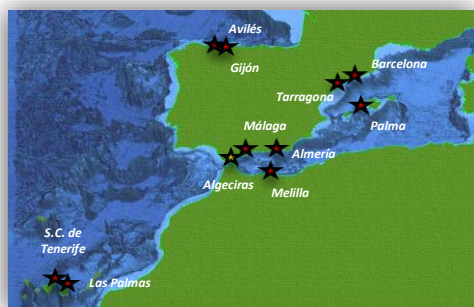 Avilés
Gijón
Barcelona
Tarragona
Málaga
Palma
Almería
Algeciras
Melilla
S.C. de
Tenerife
Las Palmas